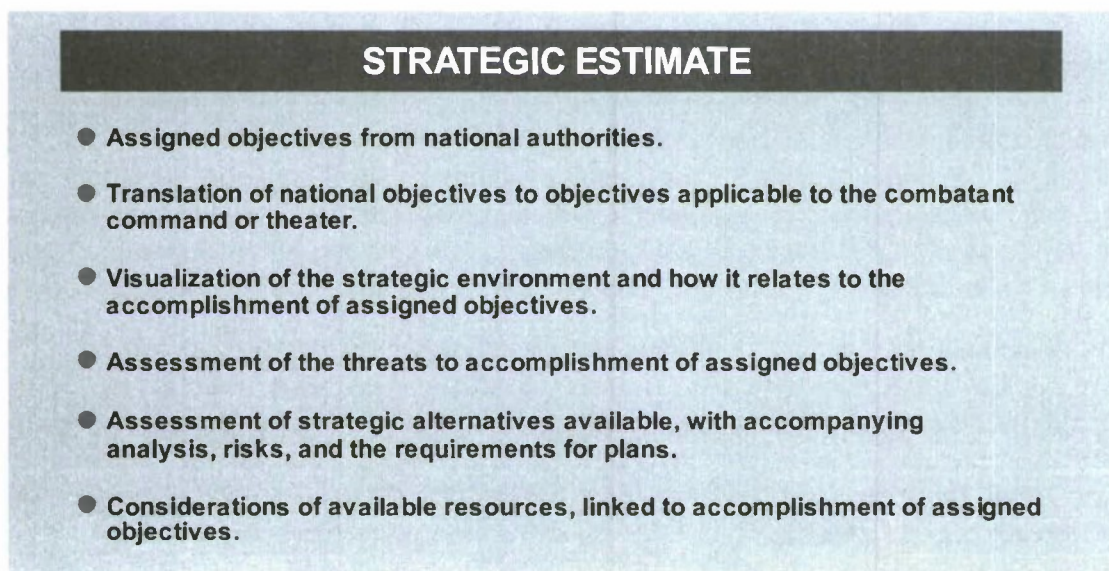 STRATEGIC ESTIMATE
● Assigned objectives from national authorities.
● Translation of national objectives to objectives applicable to the combatant
command or theater.
● Visualization of the strategic environment and how it relates to the
accomplishment of assigned objectives.
● Assessment of the threats to accomplishment of assigned objectives.
● Assessment of strategic alternatives available, with accompanying
analysis, risks, and the requirements for plans.
● Considerations of available resources, linked to accomplishment of assigned
objectives.